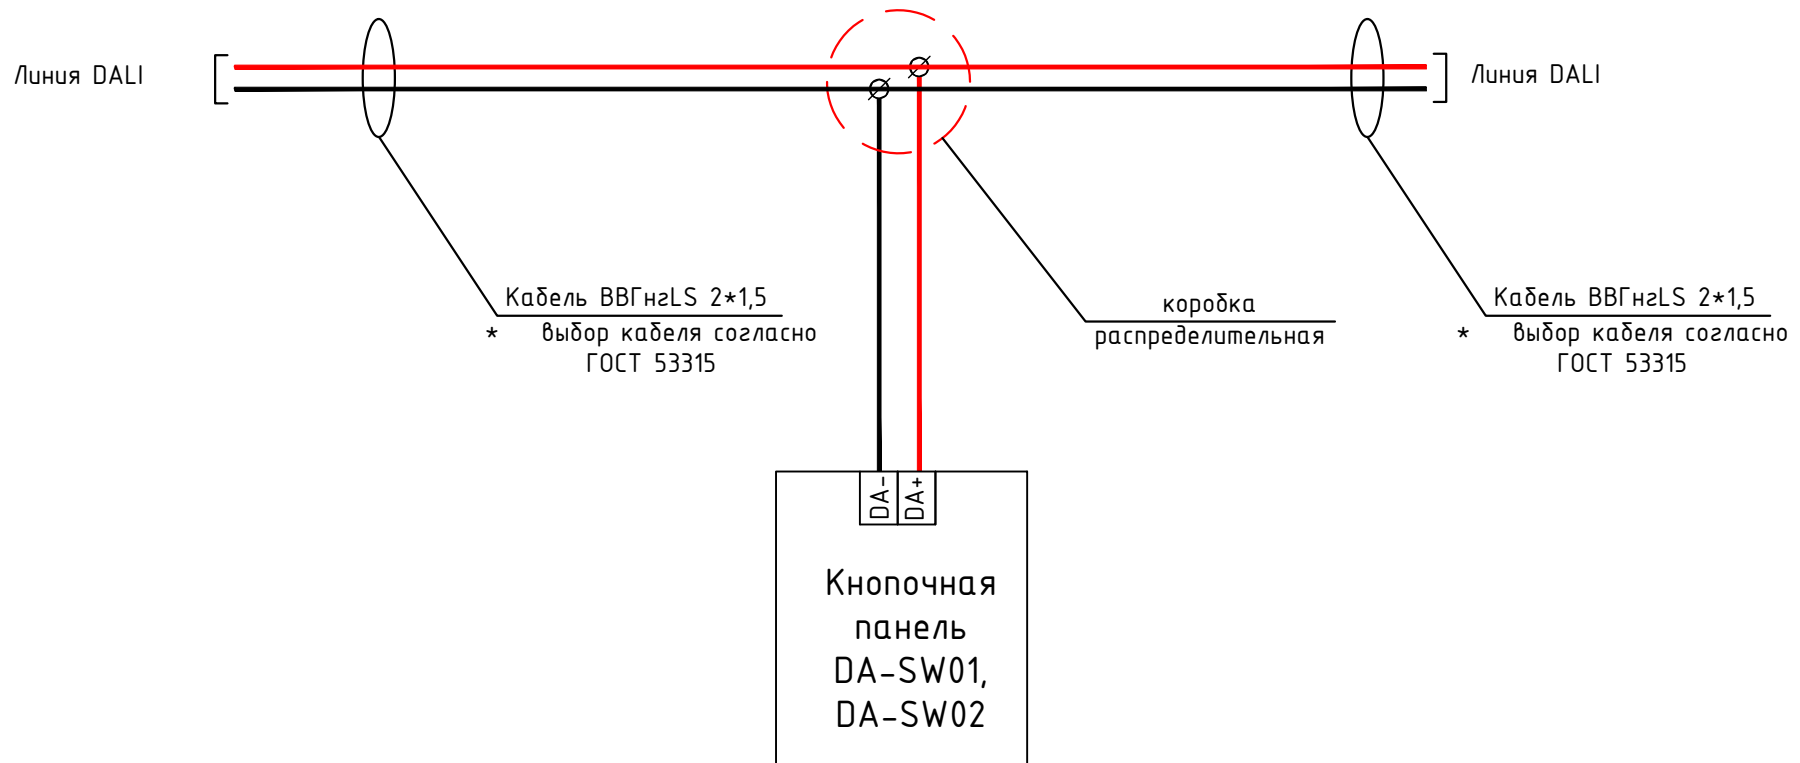 Линия DALI
Линия DALI
Кабель ВВГнгLS 2*1,5
* выбор кабеля согласно
ГОСТ 53315
коробка
распределительная
Кабель ВВГнгLS 2*1,5
* выбор кабеля согласно
ГОСТ 53315
DA-
DA+
Кнопочная
панель
DA-SW01,
DA-SW02